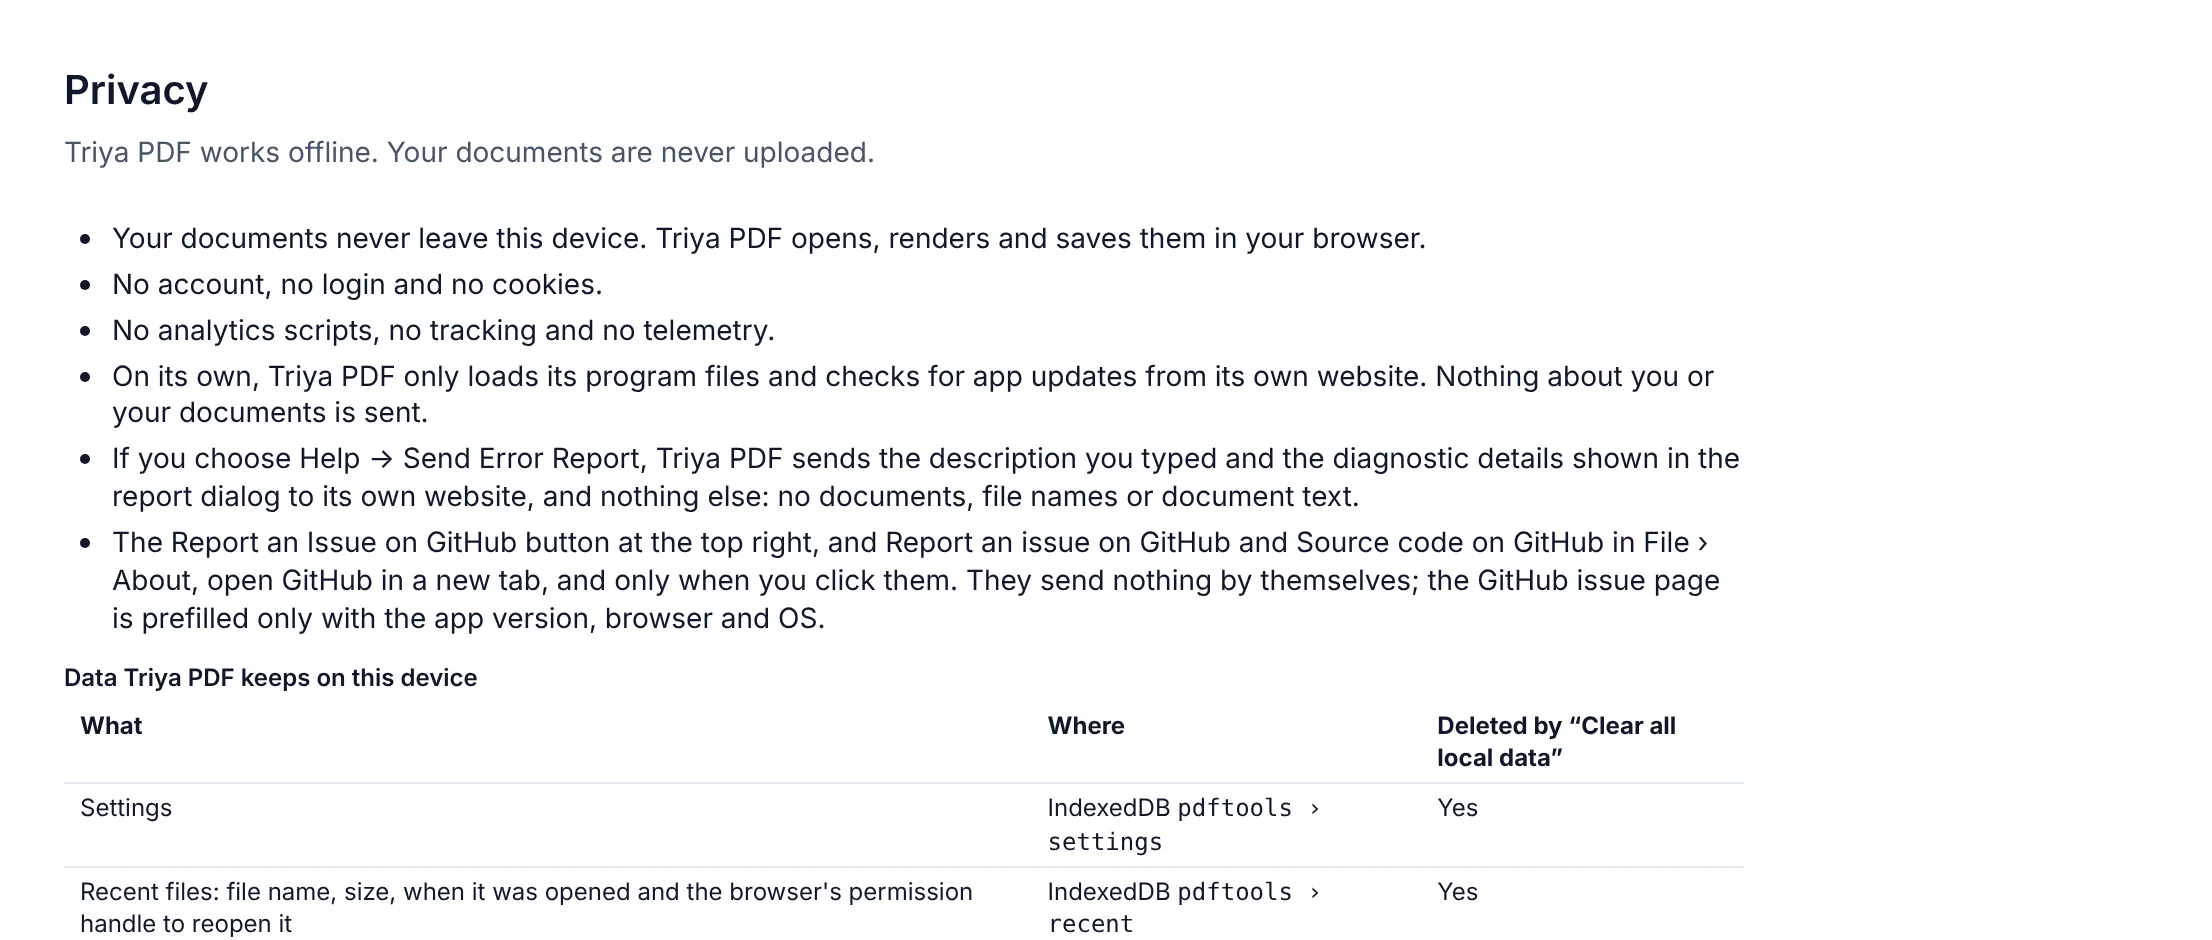 Privacy
Triya PDF works offline. Your documents are never uploaded.
• Your documents never leave this device. Triya PDF opens, renders and saves them in your browser.
• No account, no login and no cookies.
• No analytics scripts, no tracking and no telemetry.
• On its own, Triya PDF only loads its program files and checks for app updates from its own website. Nothing about you or
your documents is sent.
• If you choose Help → Send Error Report, Triya PDF sends the description you typed and the diagnostic details shown in the
report dialog to its own website, and nothing else: no documents, file names or document text.
• The Report an Issue on GitHub button at the top right, and Report an issue on GitHub and Source code on GitHub in File ›
About, open GitHub in a new tab, and only when you click them. They send nothing by themselves; the GitHub issue page
is prefilled only with the app version, browser and OS.
Data Triya PDF keeps on this device
What Where Deleted by “Clear all
local data”
Settings IndexedDB pdftools › Yes
settings
Recent files: file name, size, when it was opened and the browser's permission IndexedDB pdftools › Yes
handle to reopen it recent